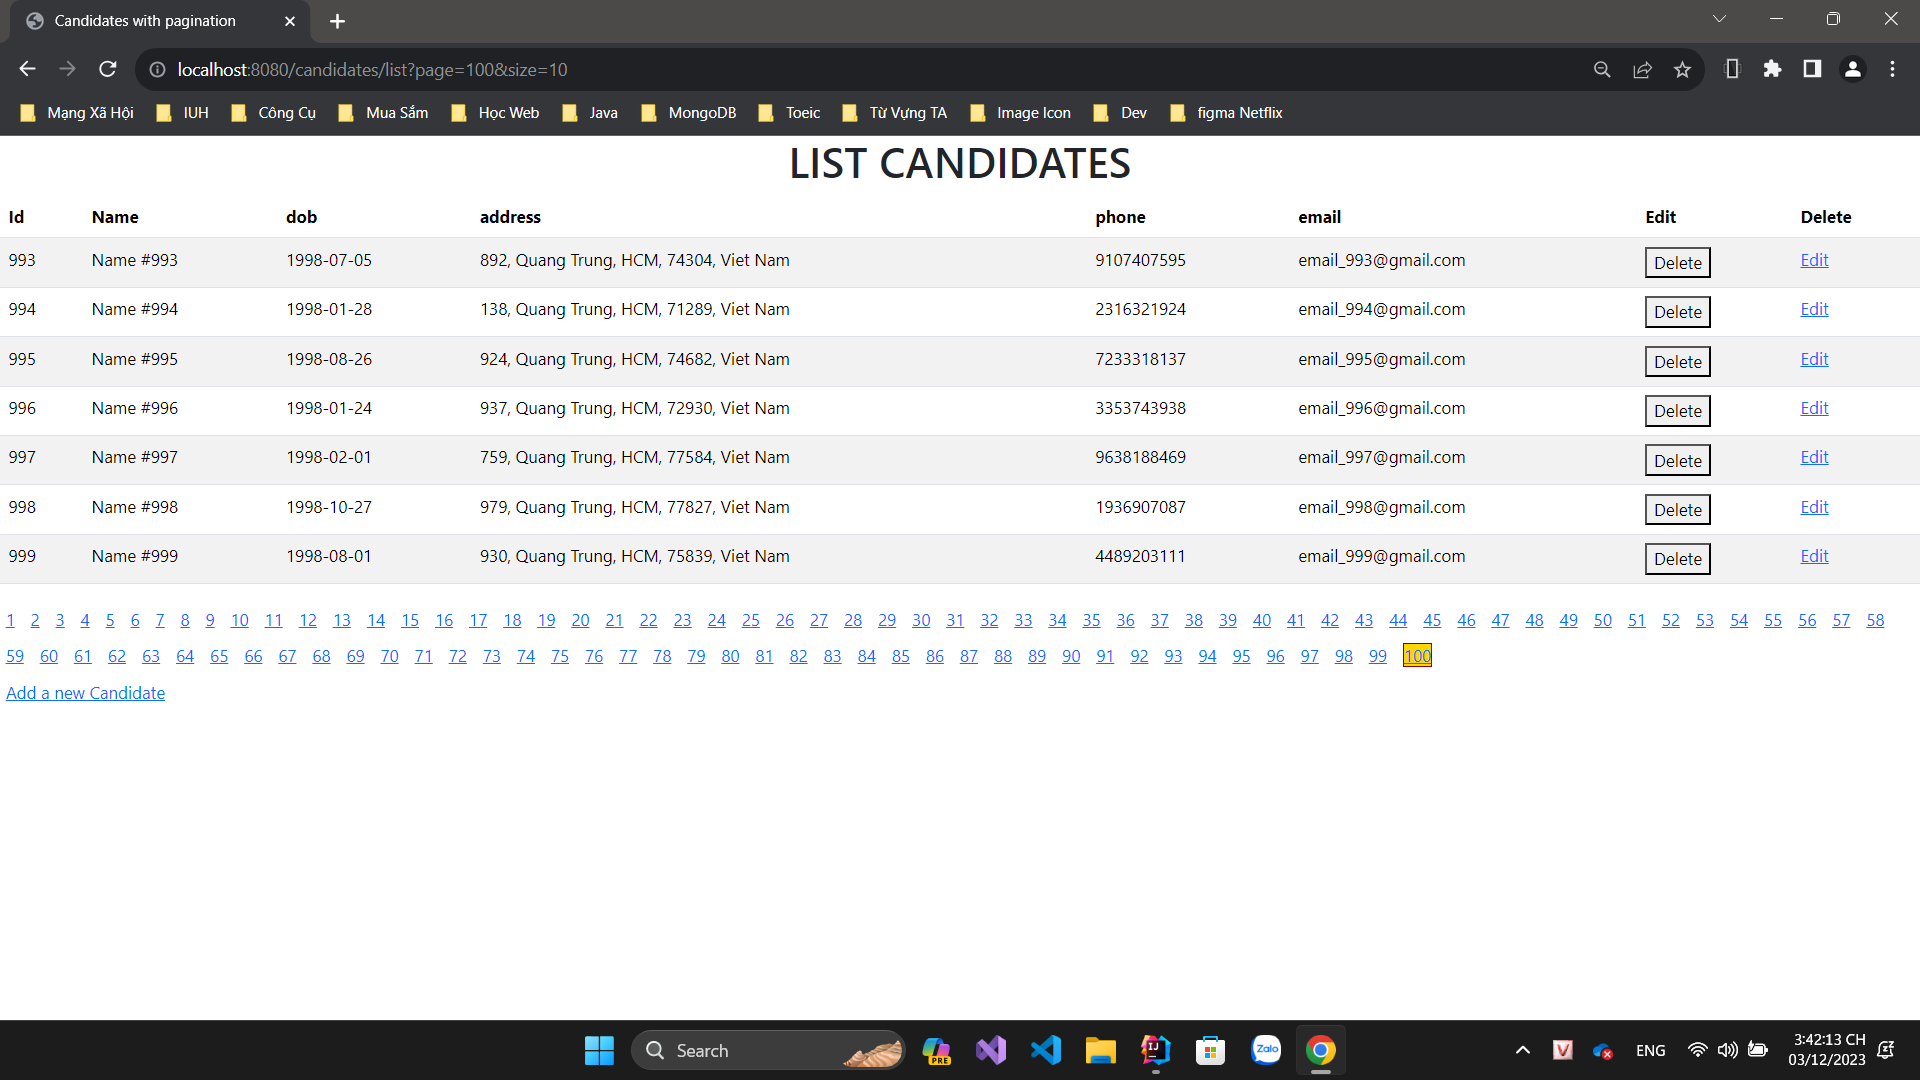 Candidates with pagination
localhost:8080/candidates/list?page=100&size=10
Mạng Xã Hội IUH Công Cụ Mua Sắm Học Web Java MongoDB Toeic Từ Vựng TA Image Icon Dev figma Netflix
LIST CANDIDATES
Id Name dob address phone email Edit Delete
993 Name #993 1998-07-05 892, Quang Trung, HCM, 74304, Viet Nam 9107407595 email_993@gmail.com Delete Edit
994 Name #994 1998-01-28 138, Quang Trung, HCM, 71289, Viet Nam 2316321924 email_994@gmail.com Delete Edit
995 Name #995 1998-08-26 924, Quang Trung, HCM, 74682, Viet Nam 7233318137 email_995@gmail.com Delete Edit
996 Name #996 1998-01-24 937, Quang Trung, HCM, 72930, Viet Nam 3353743938 email_996@gmail.com Delete Edit
997 Name #997 1998-02-01 759, Quang Trung, HCM, 77584, Viet Nam 9638188469 email_997@gmail.com Delete Edit
998 Name #998 1998-10-27 979, Quang Trung, HCM, 77827, Viet Nam 1936907087 email_998@gmail.com Delete Edit
999 Name #999 1998-08-01 930, Quang Trung, HCM, 75839, Viet Nam 4489203111 email_999@gmail.com Delete Edit
1 2 3 4 5 6 7 8 9 10 11 12 13 14 15 16 17 18 19 20 21 22 23 24 25 26 27 28 29 30 31 32 33 34 35 36 37 38 39 40 41 42 43 44 45 46 47 48 49 50 51 52 53 54 55 56 57 58
59 60 61 62 63 64 65 66 67 68 69 70 71 72 73 74 75 76 77 78 79 80 81 82 83 84 85 86 87 88 89 90 91 92 93 94 95 96 97 98 99 100
Add a new Candidate
Search PRE IJ Zalo V ENG 3:42:13 CH
03/12/2023